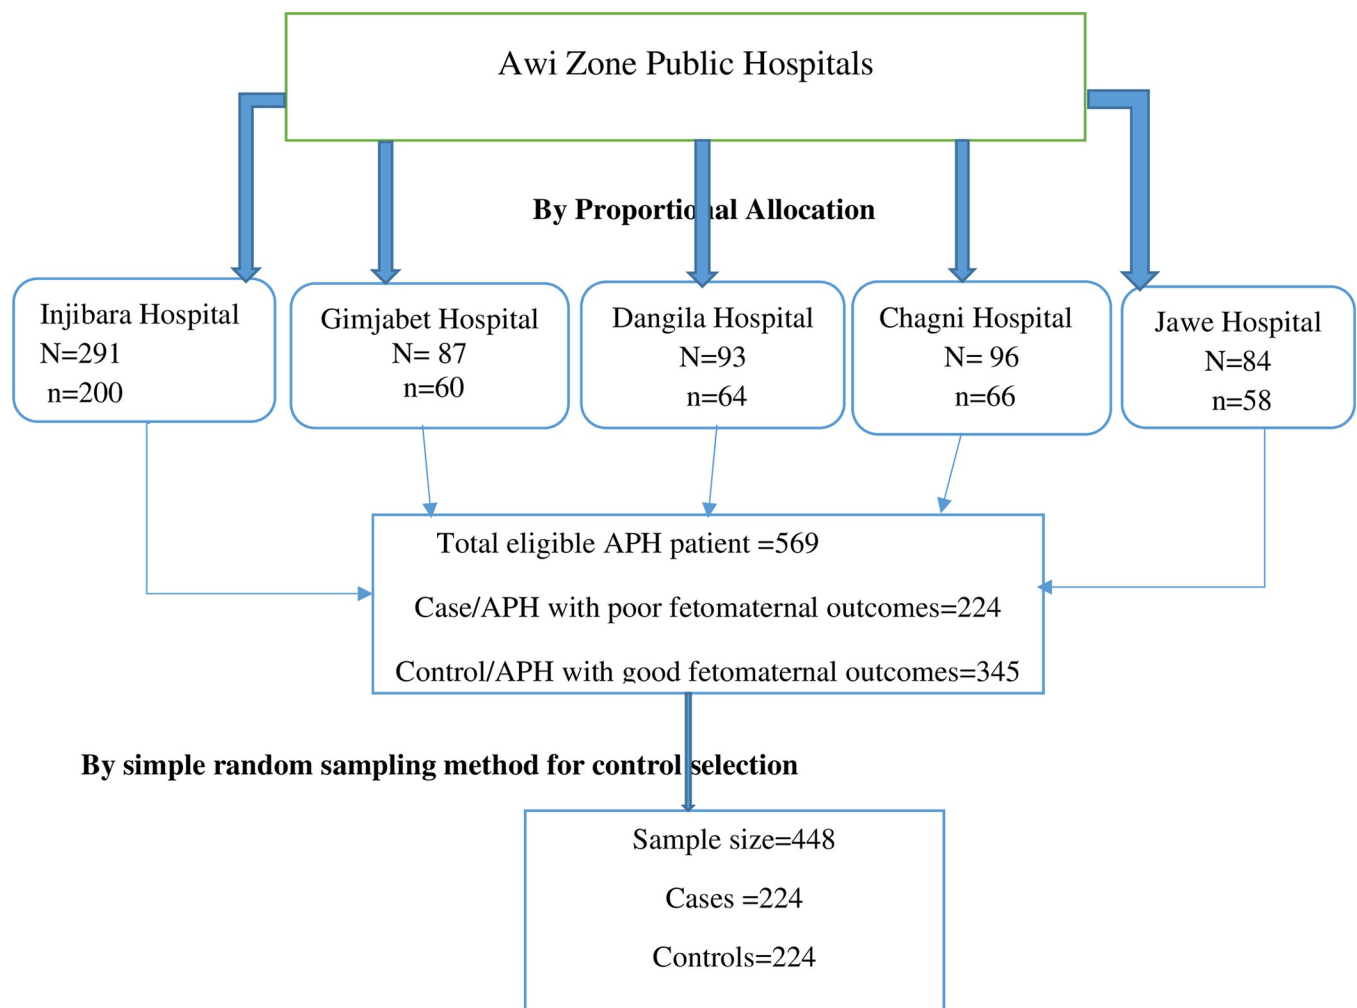 Awi Zone Public Hospitals
By Proportional Allocation
Injibara Hospital
N=291
n=200
Gimjabet Hospital
N= 87
n=60
Dangila Hospital
N=93
n=64
Chagni Hospital
N= 96
n=66
Jawe Hospital
N=84
n=58
Total eligible APH patient =569
Case/APH with poor fetomaternal outcomes=224
Control/APH with good fetomaternal outcomes=345
By simple random sampling method for control selection
Sample size=448
Cases =224
Controls=224